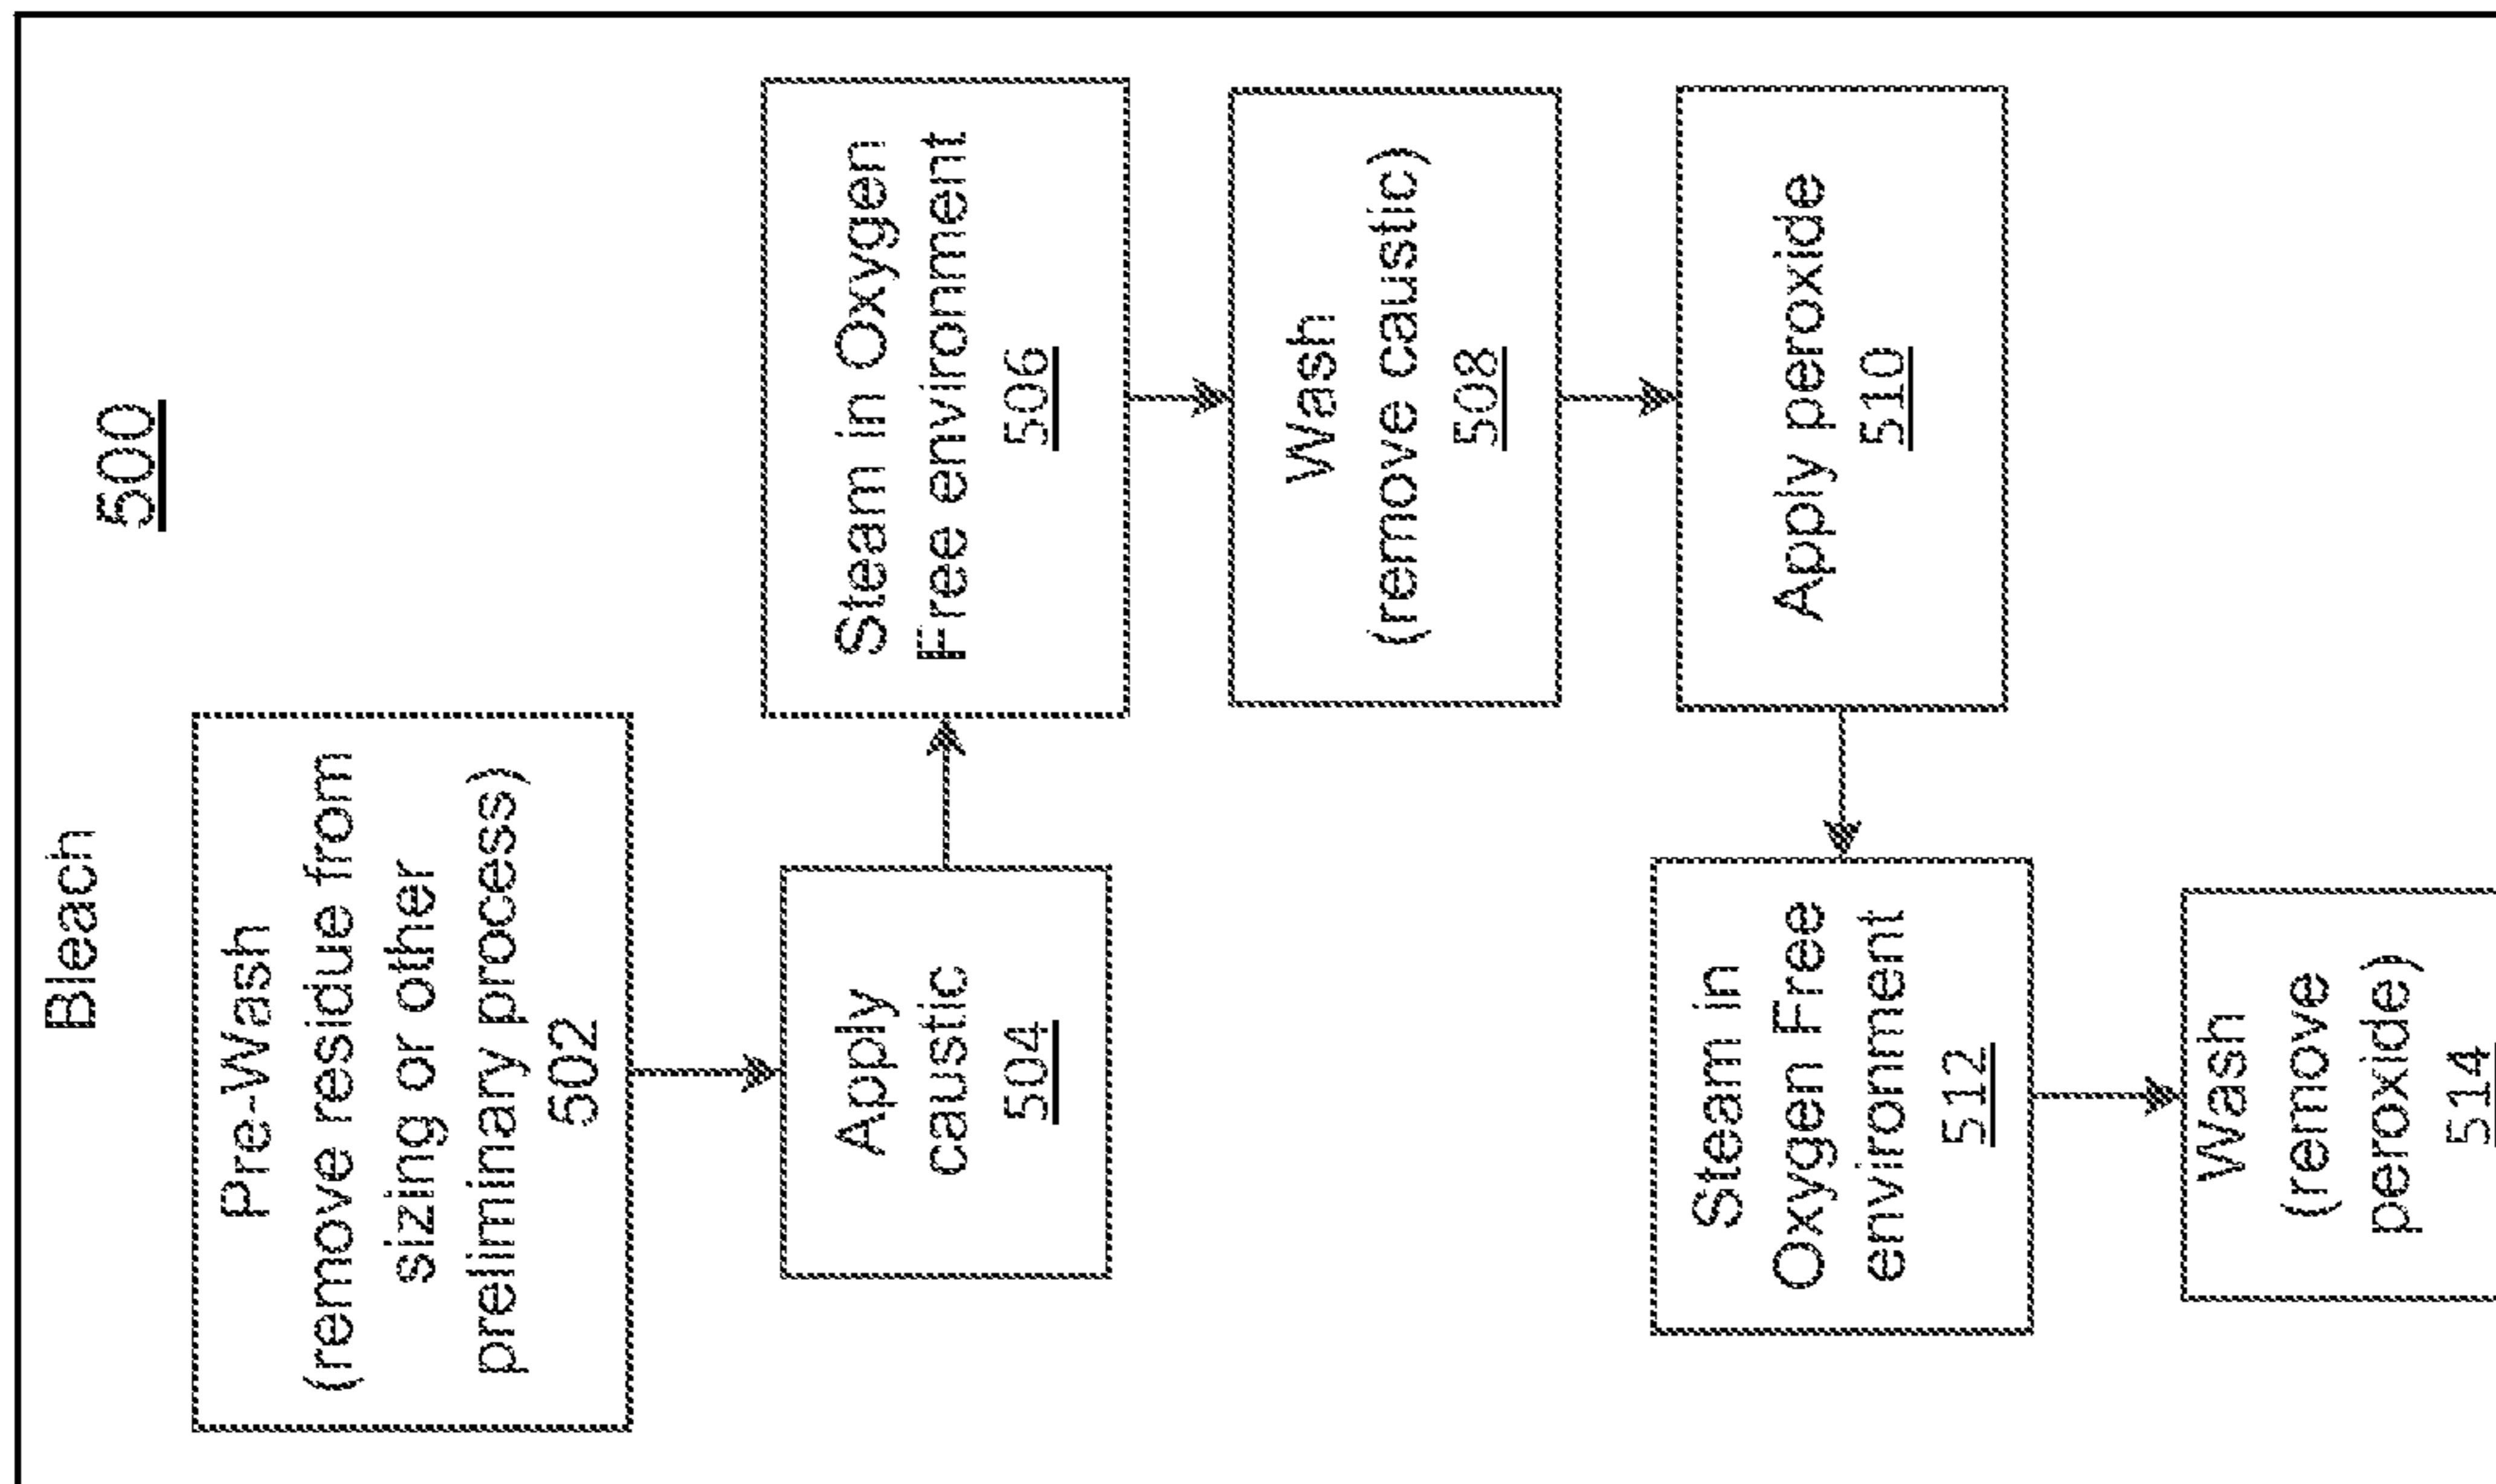 Bleach
500
Pre-Wash
(remove residue from
sizing or other
preliminary process)
502
Apply
caustic
504
Steam in Oxygen
Free environment
506
Wash
(remove caustic)
508
Apply peroxide
510
Steam in
Oxygen Free
environment
512
Wash
(remove
peroxide)
514